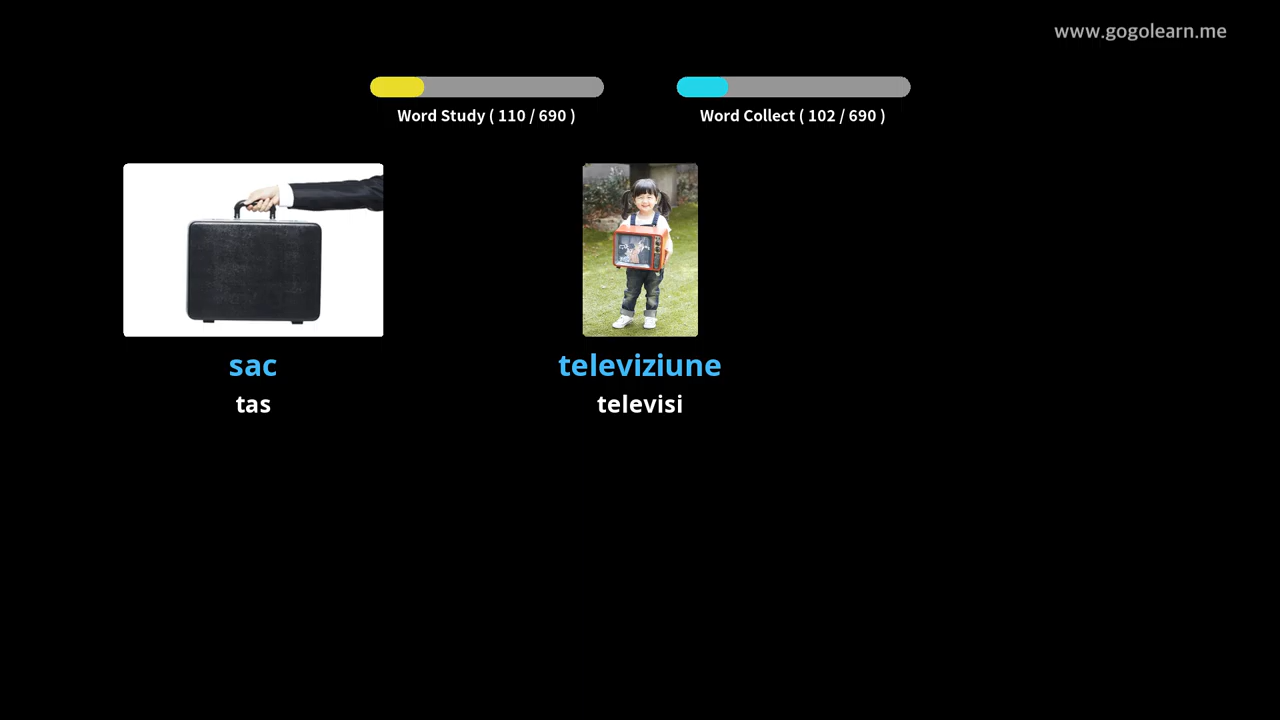 www.gogolearn.me
Word Study ( 110 / 690 )
Word Collect ( 102 / 690 )
sac
tas
televiziune
televisi